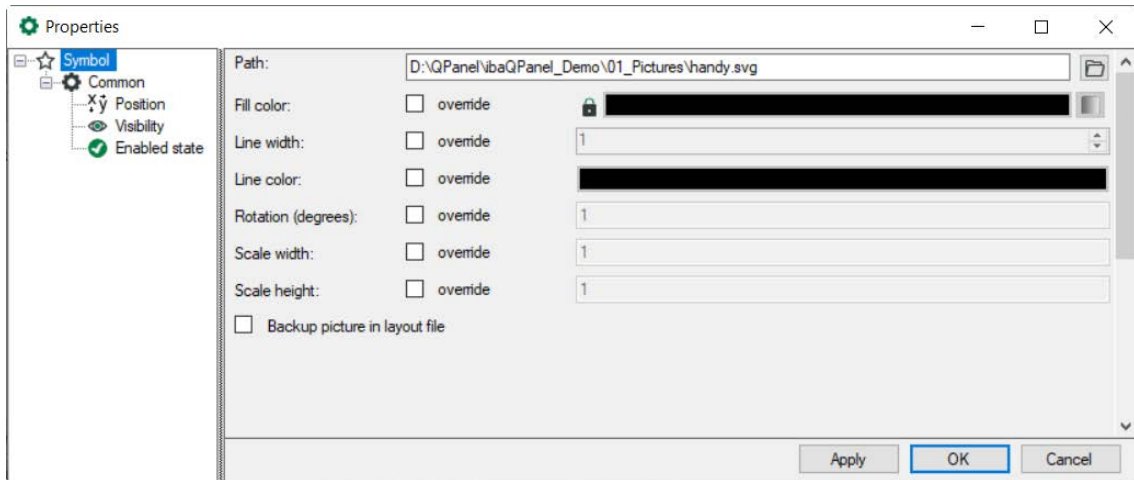 Properties
Symbol
Common
Position
Visibility
Enabled state
Path: D:\QPanel\ibaQPanel_Demo\01_Pictures\handy.svg
Fill color: override
Line width: override 1
Line color: override
Rotation (degrees): override 1
Scale width: override 1
Scale height: override 1
Backup picture in layout file
Apply OK Cancel